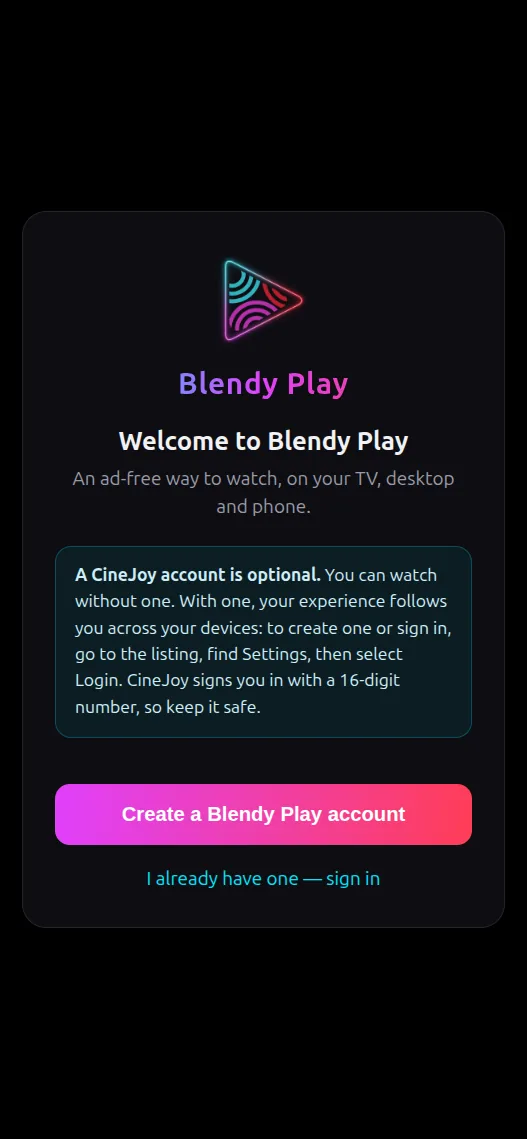 Blendy Play
Welcome to Blendy Play
An ad-free way to watch, on your TV, desktop
and phone.
A CineJoy account is optional. You can watch
without one. With one, your experience follows
you across your devices: to create one or sign in,
go to the listing, find Settings, then select
Login. CineJoy signs you in with a 16-digit
number, so keep it safe.
Create a Blendy Play account
I already have one — sign in